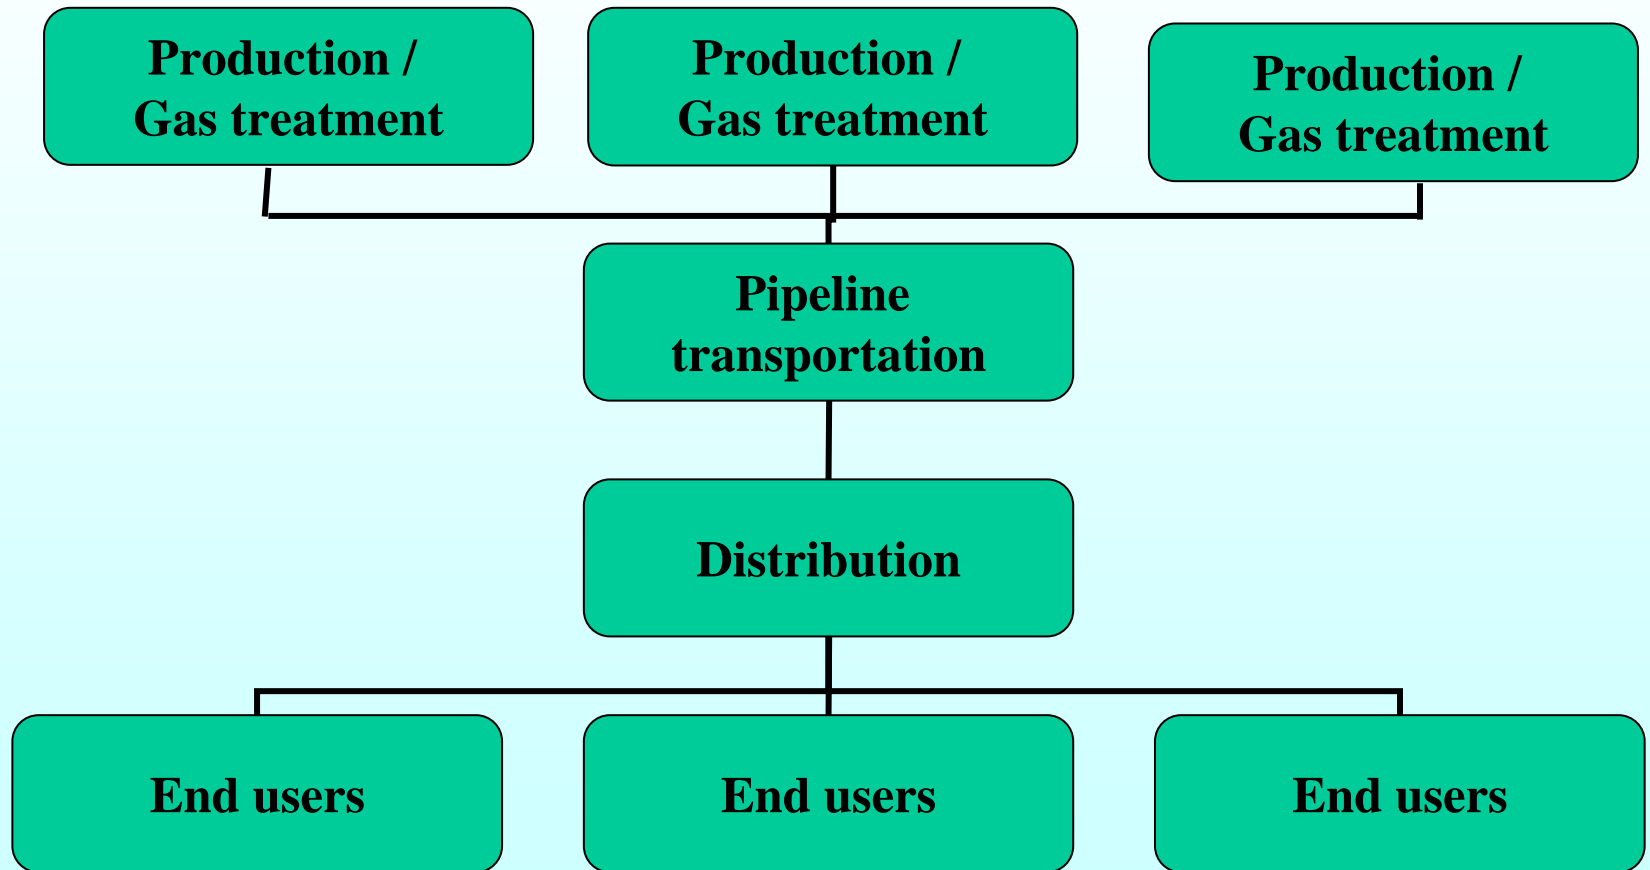 Production /
Gas treatment
Production /
Gas treatment
Production /
Gas treatment
Pipeline
transportation
Distribution
End users
End users
End users